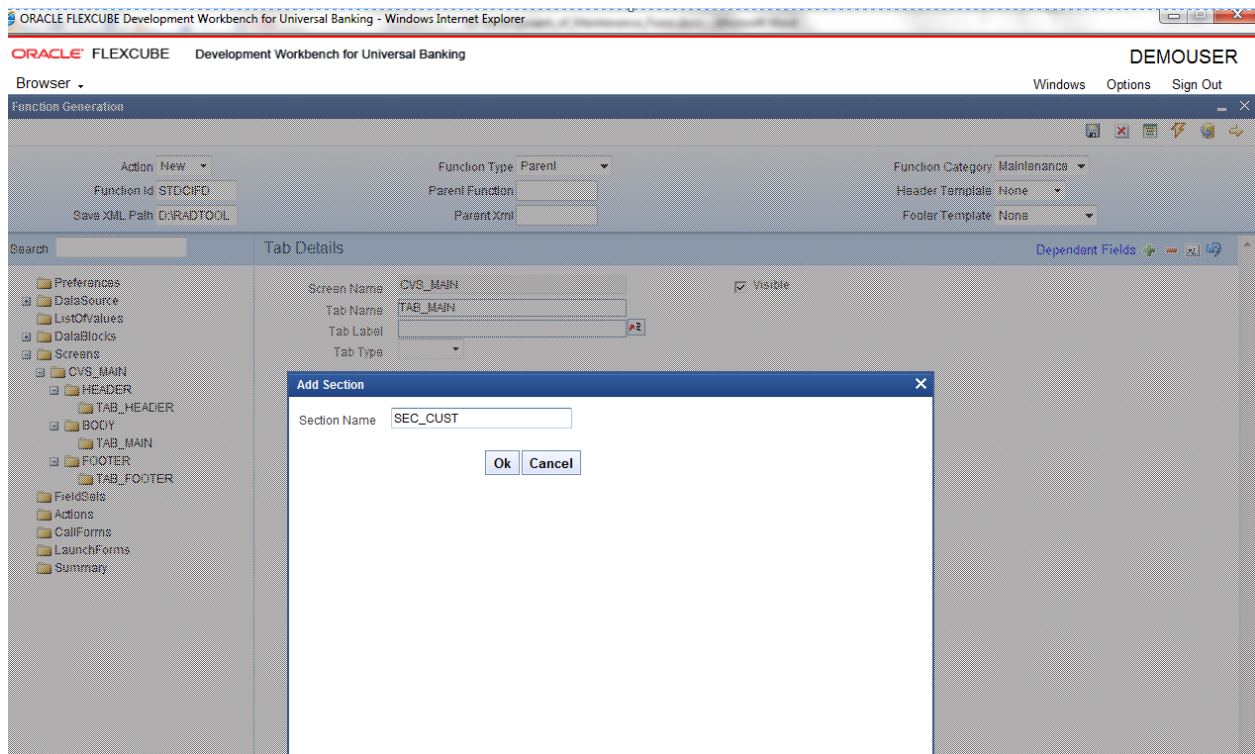 ORACLE FLEXCUBE Development Workbench for Universal Banking - Windows Internet Explorer
ORACLE FLEXCUBE Development Workbench for Universal Banking
DEMOUSER
Browser
Windows Options Sign Out
Function Generation
Action New
Function Type Parent
Function Category Maintenance
Function Id STDCIFD
Parent Function
Header Template None
Save XML Path D:\RADTOOL
Parent Xml
Footer Template None
Search
Tab Details
Dependent Fields
Preferences
DataSource
ListOfValues
DataBlocks
Screens
CVS_MAIN
HEADER
TAB_HEADER
BODY
TAB_MAIN
FOOTER
TAB_FOOTER
FieldSets
Actions
CallForms
LaunchForms
Summary
Screen Name CVS_MAIN
Visible
Tab Name TAB_MAIN
Tab Label
Tab Type
Add Section
Section Name SEC_CUST
Ok Cancel